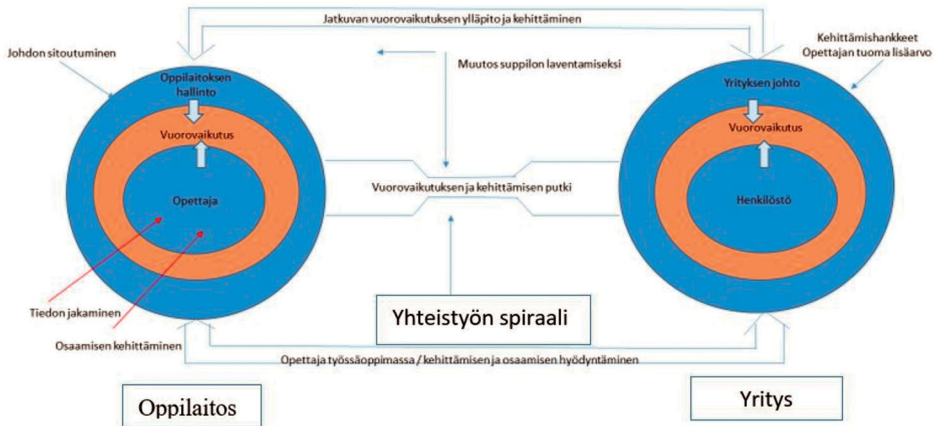 Jatkuvan vuorovaikutuksen ylläpito ja kehittäminen
Johdon sitoutuminen
Kehittämishankkeet
Opettajan tuoma lisäarvo
Muutos suppilon laventamiseksi
Oppilaitoksen
hallinto
Vuorovaikutus
Opettaja
Yrityksen johto
Vuorovaikutus
Henkilöstö
Vuorovaikutuksen ja kehittämisen putki
Tiedon jakaminen
Osaamisen kehittäminen
Yhteistyön spiraali
Opettaja työssäoppimassa / kehittämisen ja osaamisen hyödyntäminen
Oppilaitos
Yritys